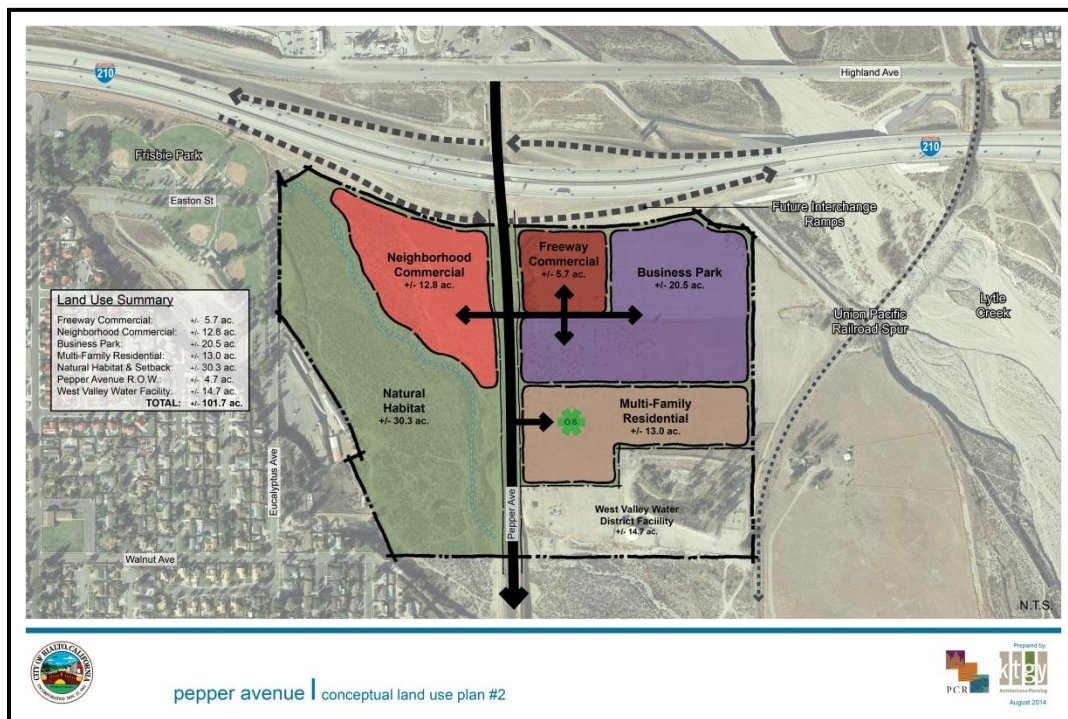 Highland Ave
210
210
Frisbie Park
Easton St
Future Interchange
Ramps
Neighborhood
Commercial
+/- 12.8 ac.
Freeway
Commercial
+/- 5.7 ac.
Business Park
+/- 20.5 ac.
Lytle
Creek
Union Pacific
Railroad Spur
Land Use Summary
Freeway Commercial: +/- 5.7 ac.
Neighborhood Commercial: +/- 12.8 ac.
Business Park: +/- 20.5 ac.
Multi-Family Residential: +/- 13.0 ac.
Natural Habitat & Setback: +/- 30.3 ac.
Pepper Avenue R.O.W.: +/- 4.7 ac.
West Valley Water Facility: +/- 14.7 ac.
TOTAL: +/- 101.7 ac.
Natural
Habitat
+/- 30.3 ac.
Multi-Family
Residential
+/- 13.0 ac.
O.S.
Eucalyptus Ave
Pepper Ave
West Valley Water
District Facility
+/- 14.7 ac.
Walnut Ave
N.T.S.
CITY OF RIALTO, CALIFORNIA
pepper avenue | conceptual land use plan #2
PCR
Prepared by:
ktgy
Architecture+Planning
August 2014